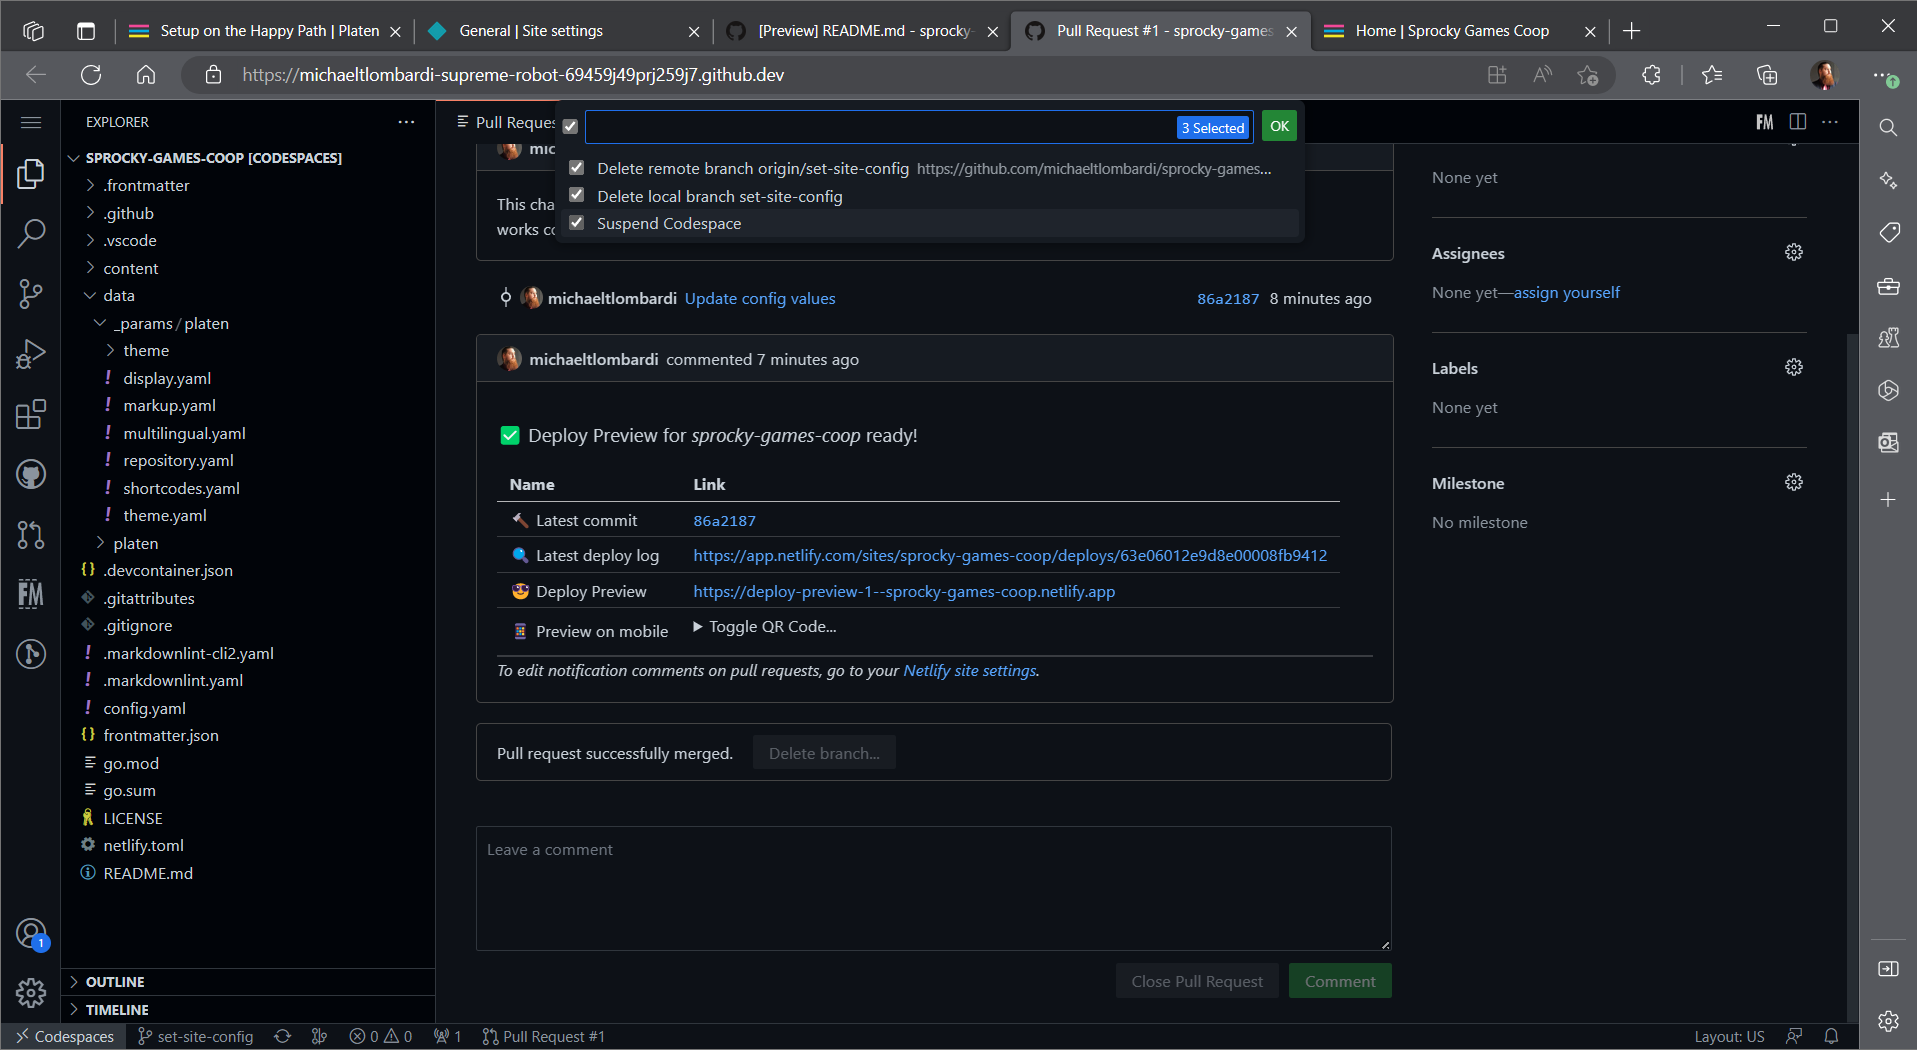 Setup on the Happy Path | Platen
General | Site settings
[Preview] README.md - sprocky-
Pull Request #1 - sprocky-games
Home | Sprocky Games Coop
https://michaeltlombardi-supreme-robot-69459j49prj259j7.github.dev
EXPLORER
SPROCKY-GAMES-COOP [CODESPACES]
.frontmatter
.github
.vscode
content
data
_params / platen
theme
display.yaml
markup.yaml
multilingual.yaml
repository.yaml
shortcodes.yaml
theme.yaml
platen
.devcontainer.json
.gitattributes
.gitignore
.markdownlint-cli2.yaml
.markdownlint.yaml
config.yaml
frontmatter.json
go.mod
go.sum
LICENSE
netlify.toml
README.md
OUTLINE
TIMELINE
Pull Reques
3 Selected
OK
Delete remote branch origin/set-site-config https://github.com/michaeltlombardi/sprocky-games...
Delete local branch set-site-config
Suspend Codespace
FM
mic
This cha
works co
michaeltlombardi Update config values 86a2187 8 minutes ago
michaeltlombardi commented 7 minutes ago
Deploy Preview for sprocky-games-coop ready!
Name Link
Latest commit 86a2187
Latest deploy log https://app.netlify.com/sites/sprocky-games-coop/deploys/63e06012e9d8e00008fb9412
Deploy Preview https://deploy-preview-1--sprocky-games-coop.netlify.app
Preview on mobile Toggle QR Code...
To edit notification comments on pull requests, go to your Netlify site settings.
Pull request successfully merged. Delete branch...
Leave a comment
Close Pull Request Comment
None yet
Assignees
None yet—assign yourself
Labels
None yet
Milestone
No milestone
FM
1
Codespaces set-site-config 0 0 1 Pull Request #1 Layout: US